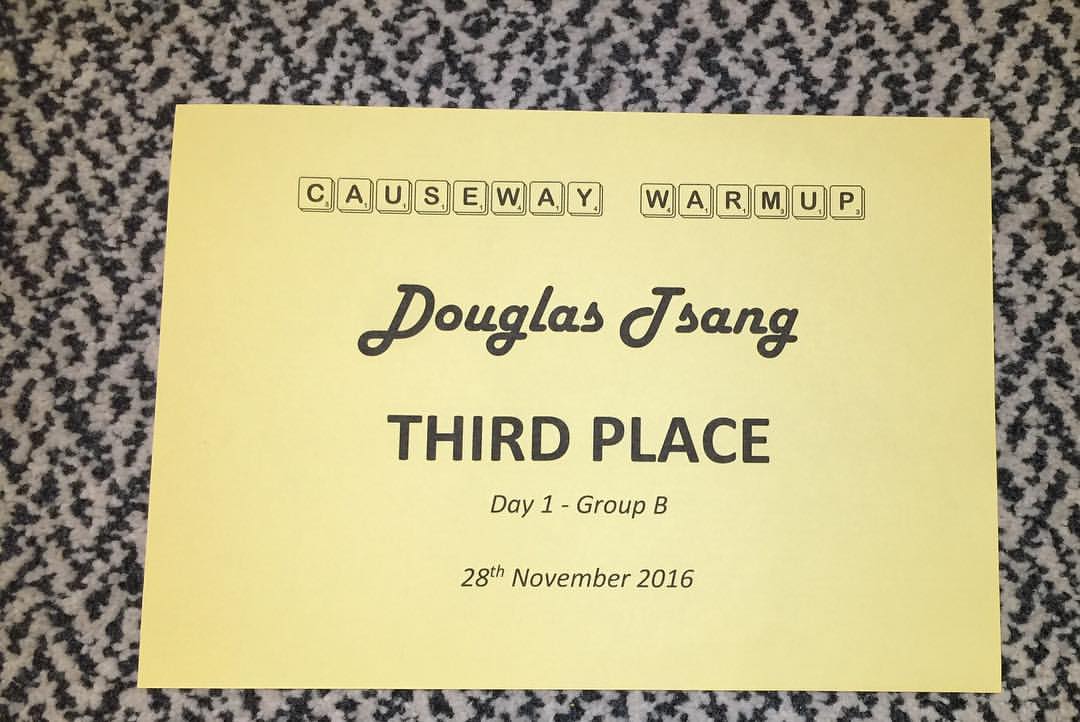 CAUSEWAY WARMUP
Douglas Tsang
THIRD PLACE
Day 1 - Group B
28th November 2016